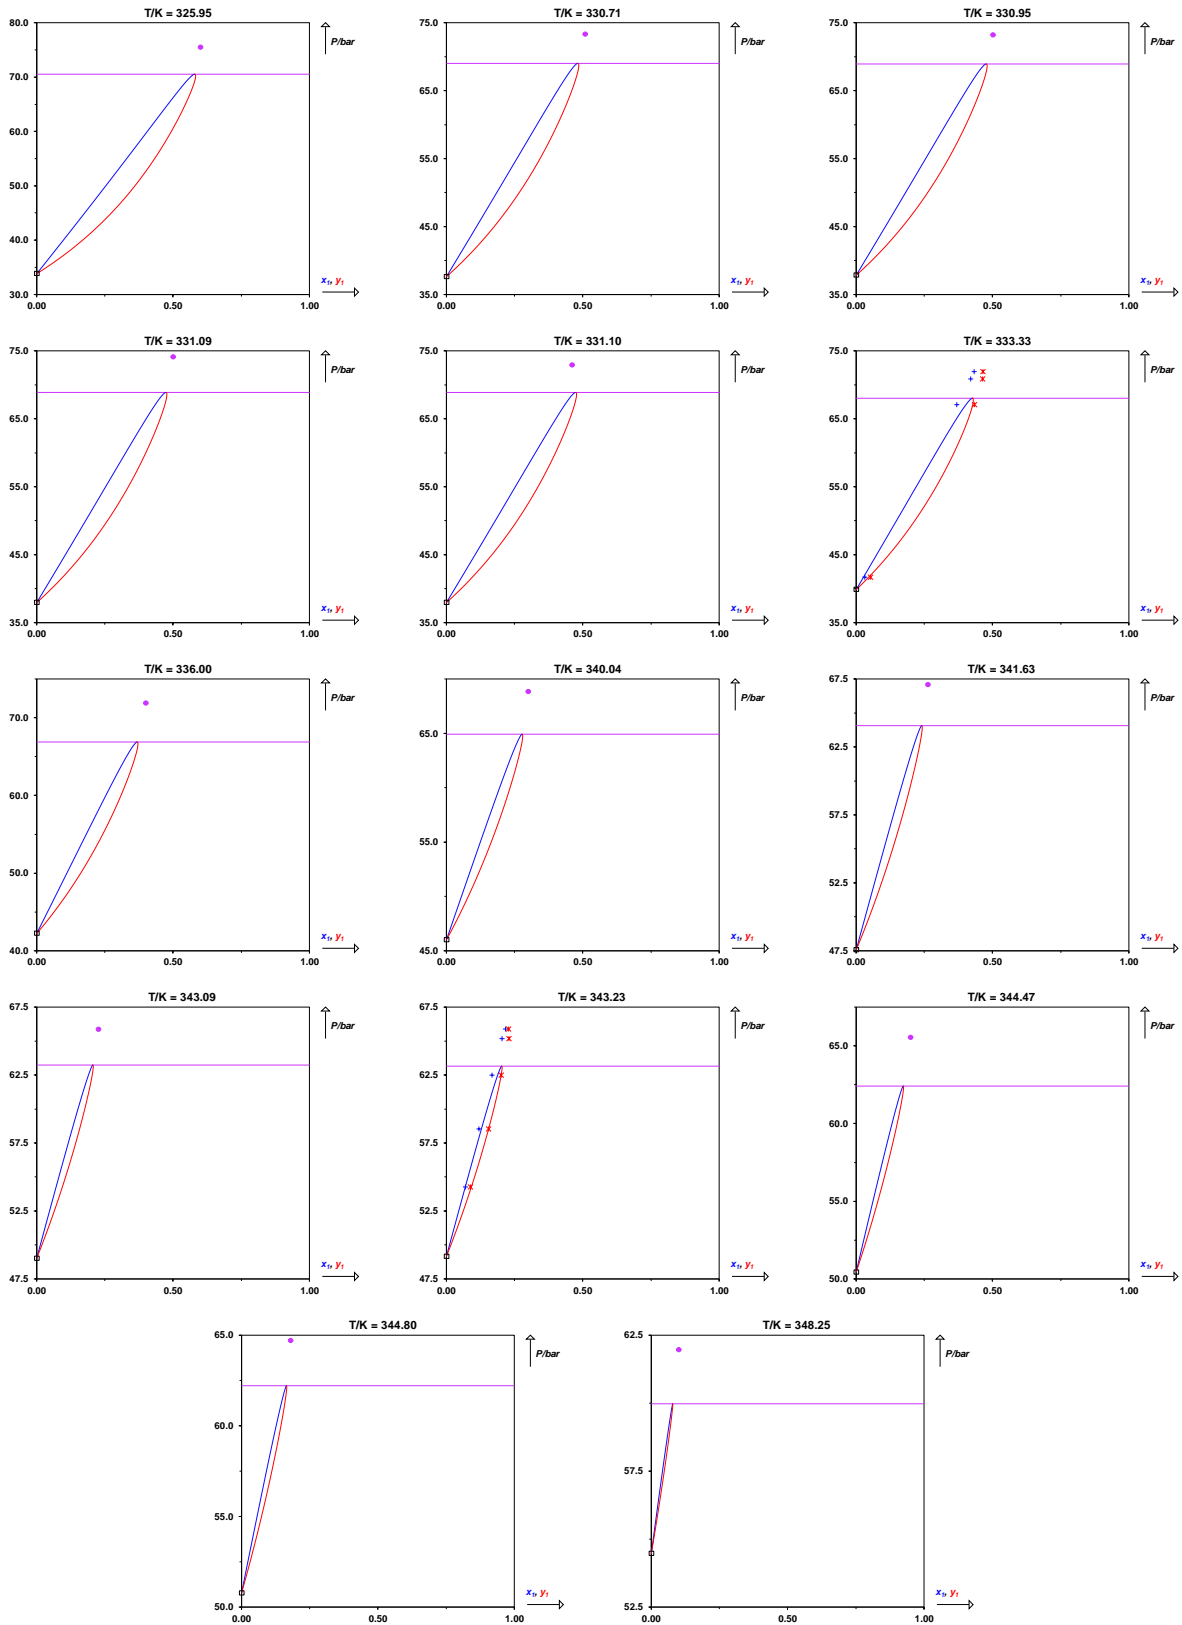 T/K = 325.95
80.0
70.0
60.0
50.0
40.0
30.0
0.00 0.50 1.00
P/bar
x₁, y₁
T/K = 330.71
75.0
65.0
55.0
45.0
35.0
0.00 0.50 1.00
P/bar
x₁, y₁
T/K = 330.95
75.0
65.0
55.0
45.0
35.0
0.00 0.50 1.00
P/bar
x₁, y₁
T/K = 331.09
75.0
65.0
55.0
45.0
35.0
0.00 0.50 1.00
P/bar
x₁, y₁
T/K = 331.10
75.0
65.0
55.0
45.0
35.0
0.00 0.50 1.00
P/bar
x₁, y₁
T/K = 333.33
75.0
65.0
55.0
45.0
35.0
0.00 0.50 1.00
P/bar
x₁, y₁
T/K = 336.00
70.0
60.0
50.0
40.0
0.00 0.50 1.00
P/bar
x₁, y₁
T/K = 340.04
65.0
55.0
45.0
0.00 0.50 1.00
P/bar
x₁, y₁
T/K = 341.63
67.5
62.5
57.5
52.5
47.5
0.00 0.50 1.00
P/bar
x₁, y₁
T/K = 343.09
67.5
62.5
57.5
52.5
47.5
0.00 0.50 1.00
P/bar
x₁, y₁
T/K = 343.23
67.5
62.5
57.5
52.5
47.5
0.00 0.50 1.00
P/bar
x₁, y₁
T/K = 344.47
65.0
60.0
55.0
50.0
0.00 0.50 1.00
P/bar
x₁, y₁
T/K = 344.80
65.0
60.0
55.0
50.0
0.00 0.50 1.00
P/bar
x₁, y₁
T/K = 348.25
62.5
57.5
52.5
0.00 0.50 1.00
P/bar
x₁, y₁